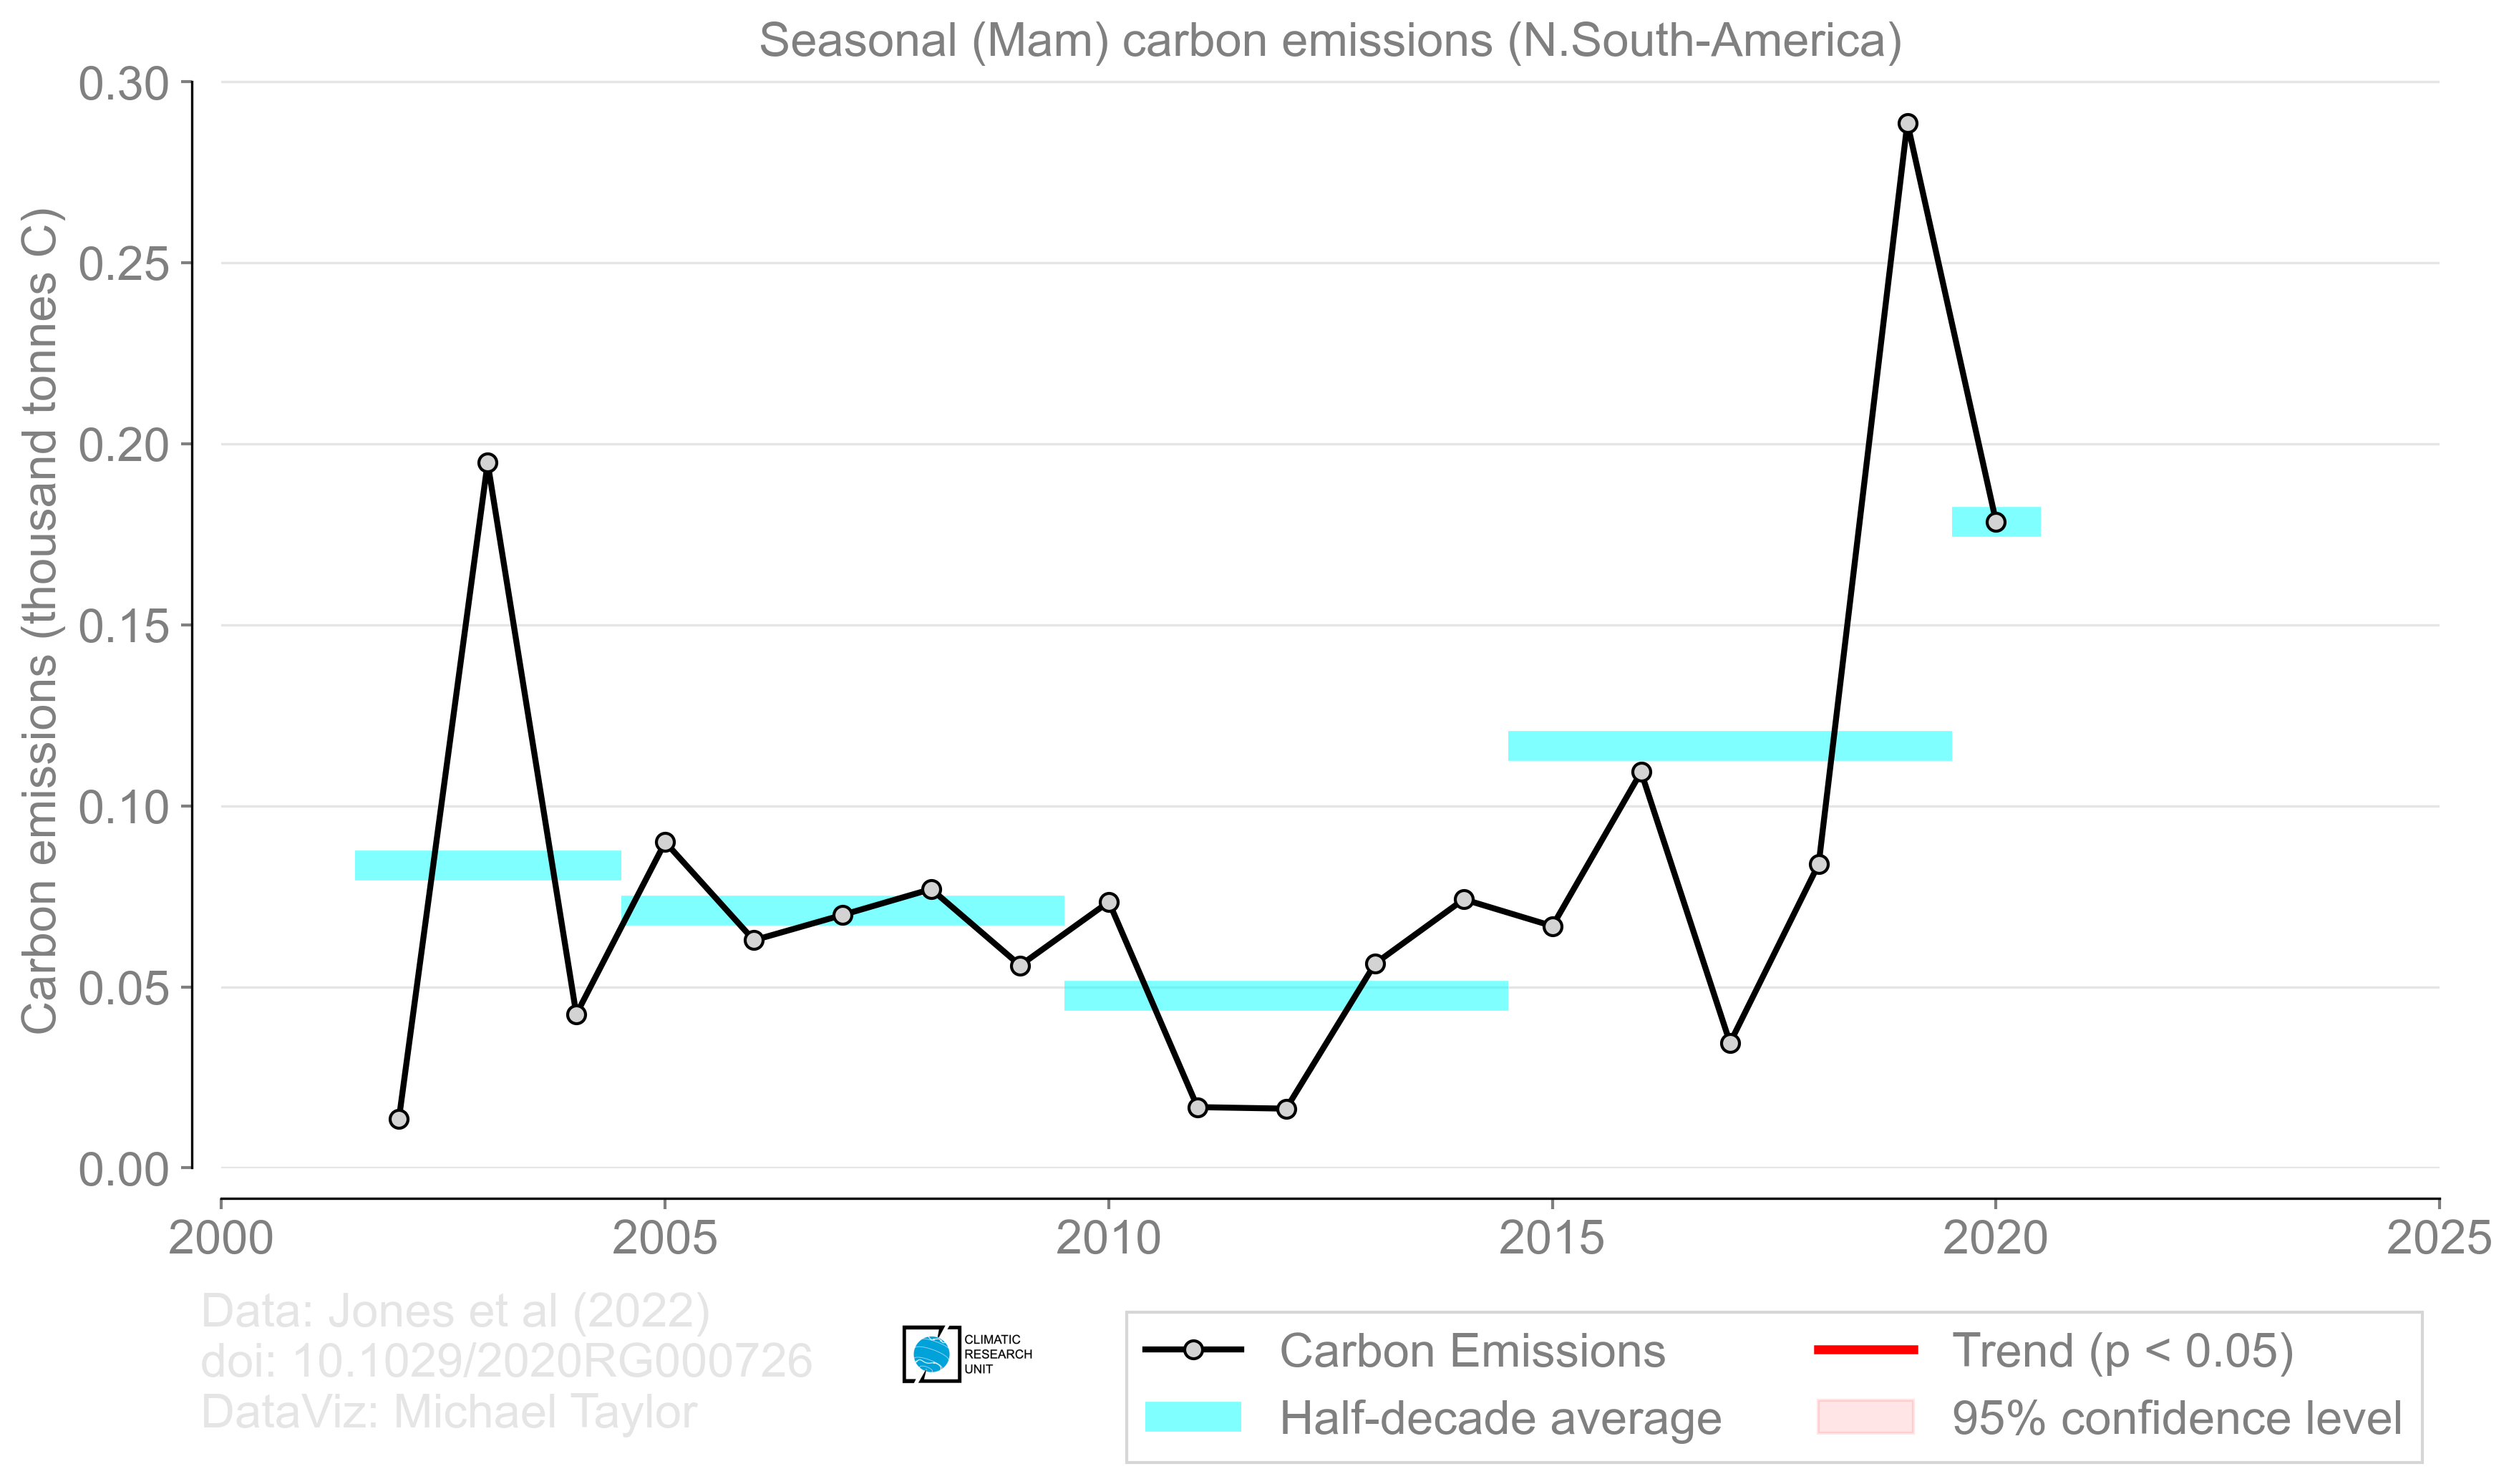 Seasonal (Mam) carbon emissions (N.South-America)
Carbon emissions (thousand tonnes C)
0.30
0.25
0.20
0.15
0.10
0.05
0.00
2000 2005 2010 2015 2020 2025
Data: Jones et al (2022)
doi: 10.1029/2020RG000726
DataViz: Michael Taylor
CLIMATIC
RESEARCH
UNIT
Carbon Emissions
Half-decade average
Trend (p < 0.05)
95% confidence level